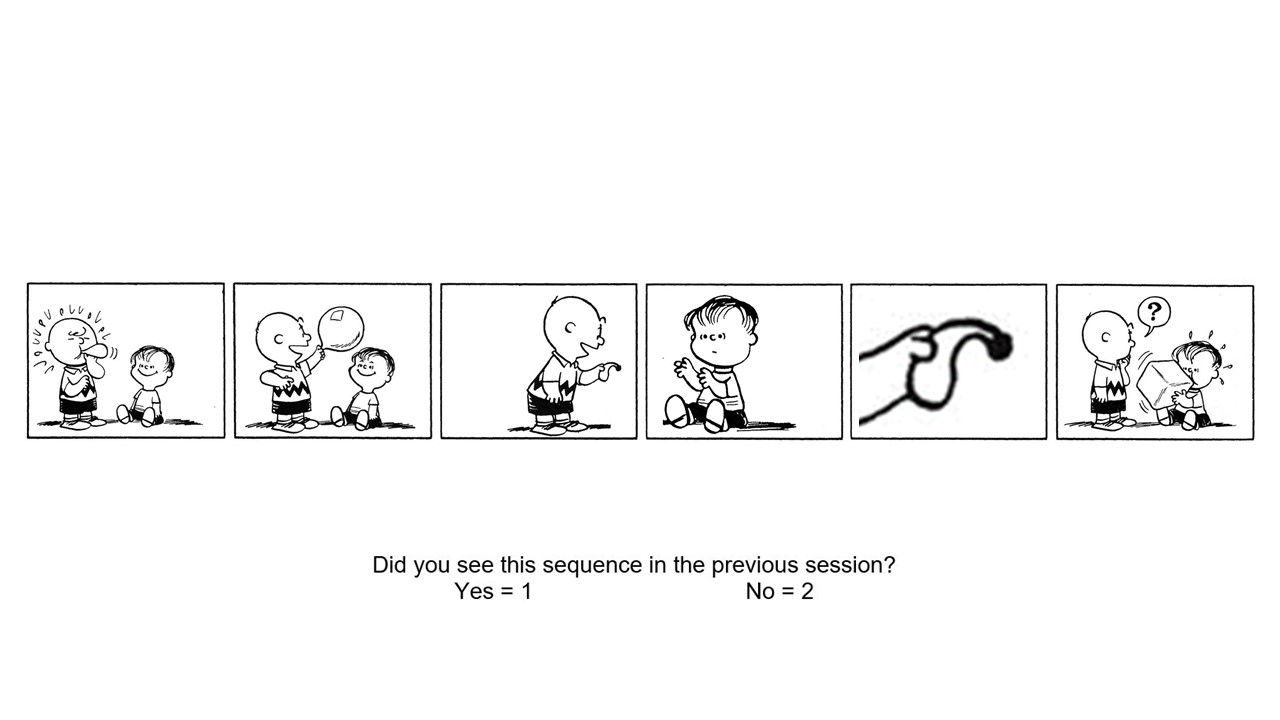 ?
Did you see this sequence in the previous session?
Yes = 1 No = 2